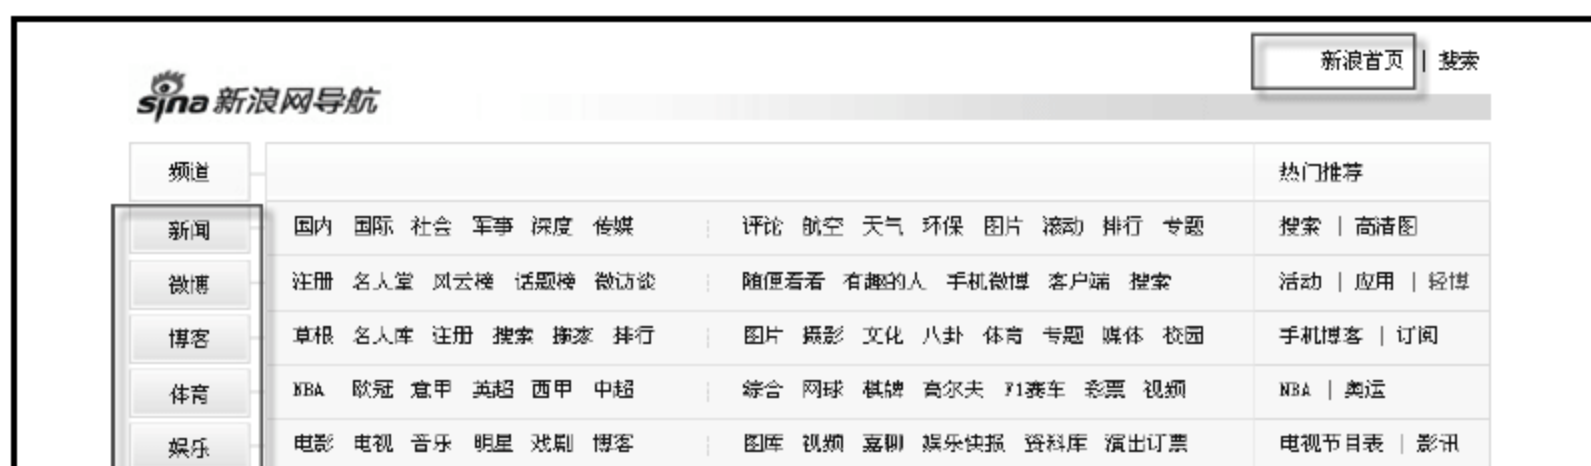 新浪首页 | 搜索
sina新浪网导航
频道 热门推荐
新闻 国内 国际 社会 军事 深度 传媒 评论 航空 天气 环保 图片 滚动 排行 专题 搜索 | 高清图
微博 注册 名人堂 风云榜 话题榜 微访谈 随便看看 有趣的人 手机微博 客户端 搜索 活动 | 应用 | 轻博
博客 草根 名人库 注册 搜索 搬家 排行 图片 摄影 文化 八卦 体育 专题 媒体 校园 手机博客 | 订阅
体育 NBA 欧冠 意甲 英超 西甲 中超 综合 网球 棋牌 高尔夫 F1赛车 彩票 视频 NBA | 奥运
娱乐 电影 电视 音乐 明星 戏剧 博客 图库 视频 嘉聊 娱乐快报 资料库 演出订票 电视节目表 | 影讯